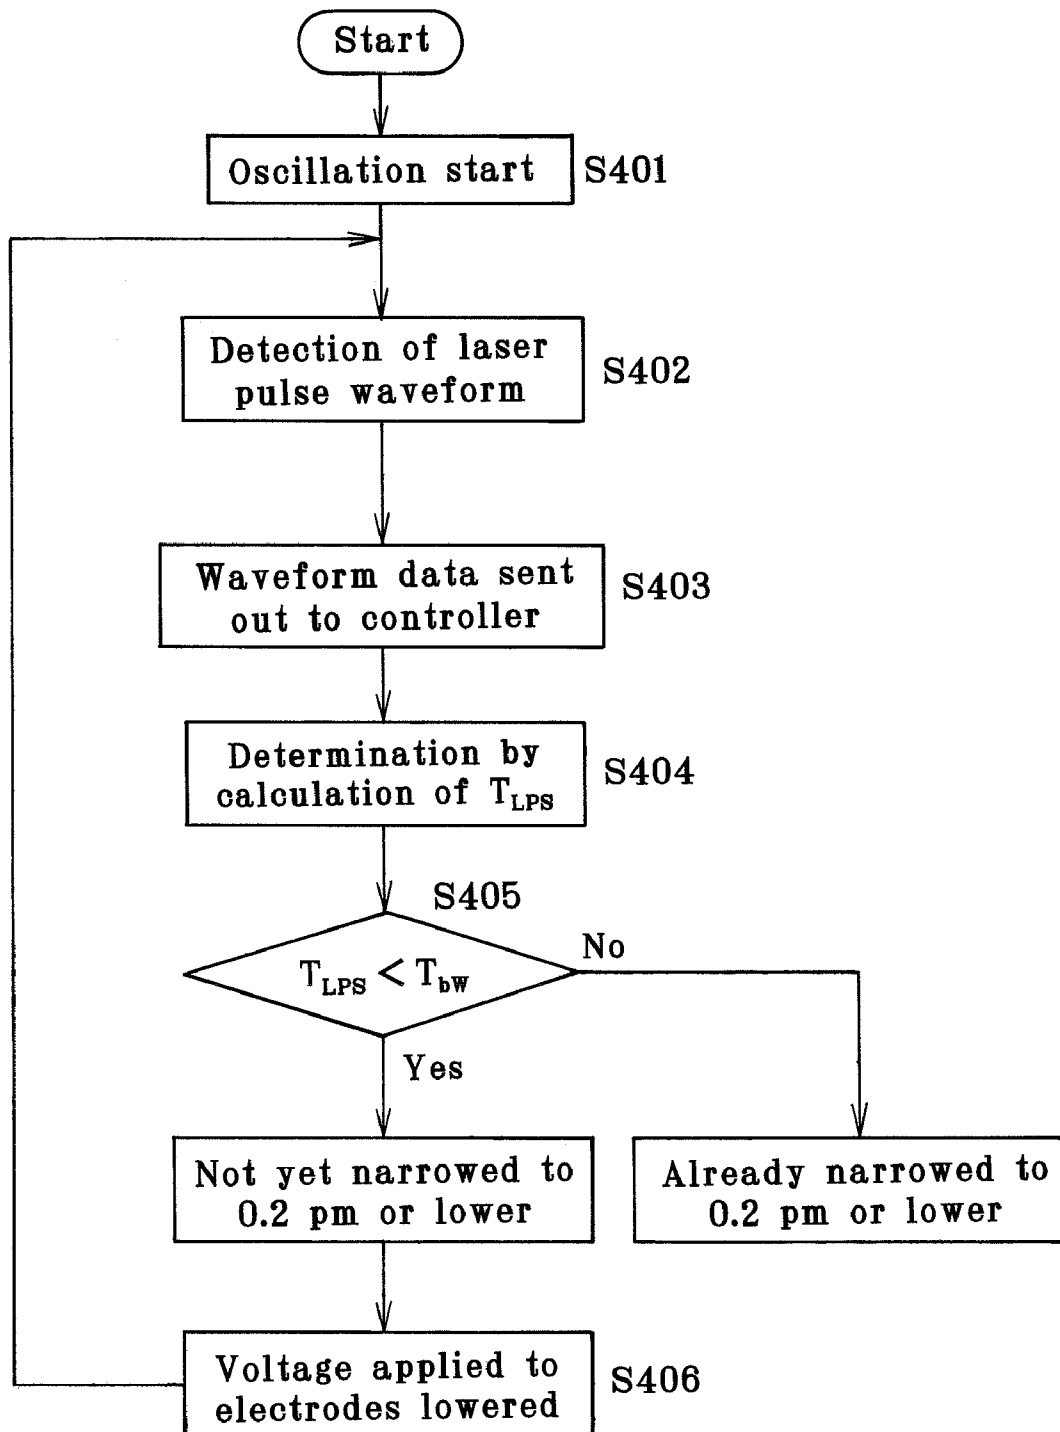 Start
Oscillation start
S401
Detection of laser
pulse waveform
S402
Waveform data sent
out to controller
S403
Determination by
calculation of T_LPS
S404
S405
T_LPS < T_bW
No
Yes
Not yet narrowed to
0.2 pm or lower
Already narrowed to
0.2 pm or lower
Voltage applied to
electrodes lowered
S406